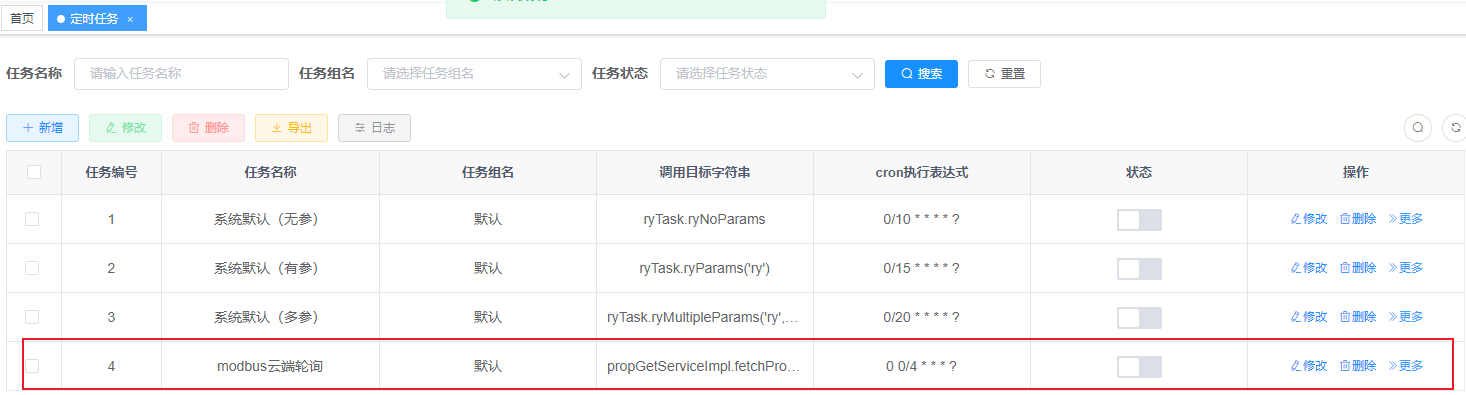 首页 定时任务 ×
任务名称 请输入任务名称 任务组名 请选择任务组名 任务状态 请选择任务状态 搜索 重置
新增 修改 删除 导出 日志
任务编号 任务名称 任务组名 调用目标字符串 cron执行表达式 状态 操作
1 系统默认（无参） 默认 ryTask.ryNoParams 0/10 * * * * ? 修改 删除 更多
2 系统默认（有参） 默认 ryTask.ryParams('ry') 0/15 * * * * ? 修改 删除 更多
3 系统默认（多参） 默认 ryTask.ryMultipleParams('ry',... 0/20 * * * * ? 修改 删除 更多
4 modbus云端轮询 默认 propGetServiceImpl.fetchPro... 0 0/4 * * * ? 修改 删除 更多